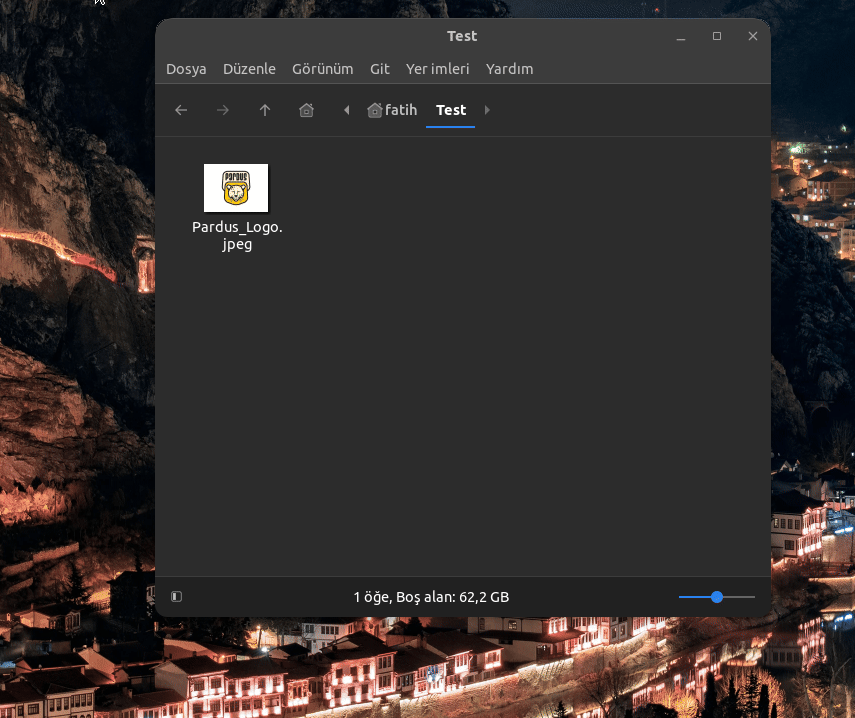 Test
Dosya Düzenle Görünüm Git Yer imleri Yardım
fatih Test
PARDUS
Pardus_Logo.
jpeg
1 öğe, Boş alan: 62,2 GB